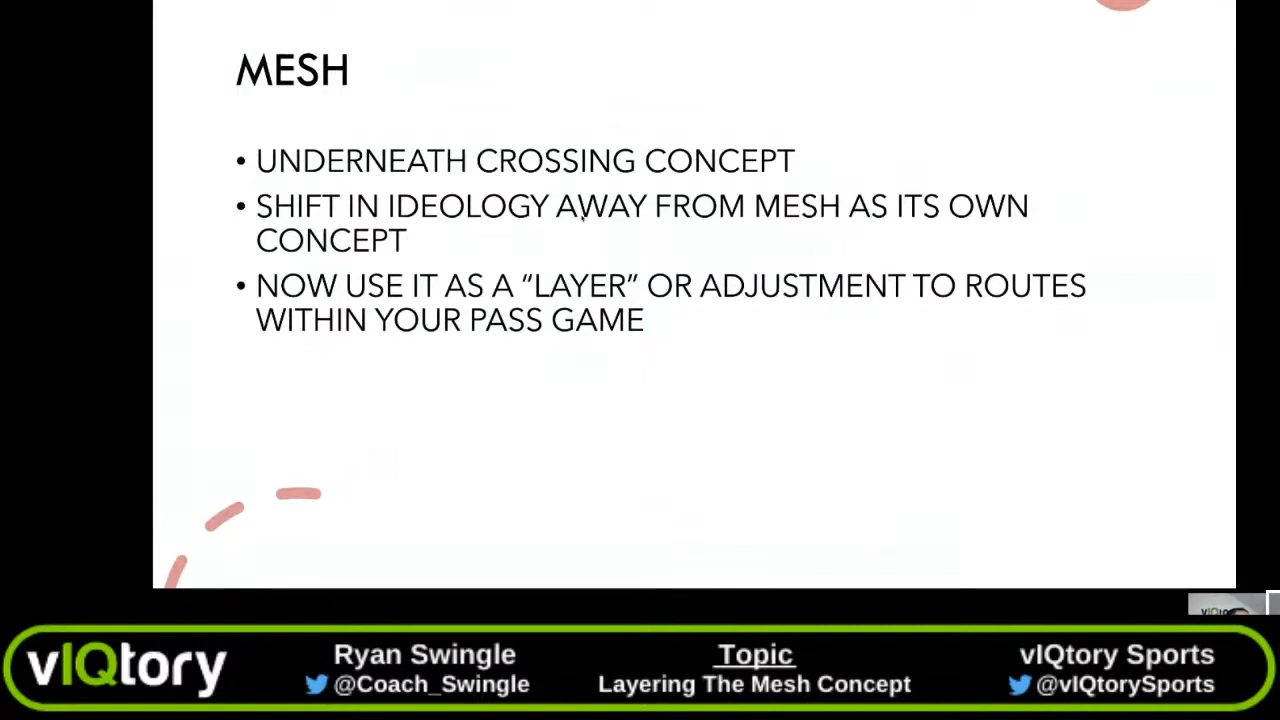 MESH
• UNDERNEATH CROSSING CONCEPT
• SHIFT IN IDEOLOGY AWAY FROM MESH AS ITS OWN
CONCEPT
• NOW USE IT AS A “LAYER” OR ADJUSTMENT TO ROUTES
WITHIN YOUR PASS GAME
vIQtory
Ryan Swingle
@Coach_Swingle
Topic
Layering The Mesh Concept
vIQtory Sports
@vIQtorySports